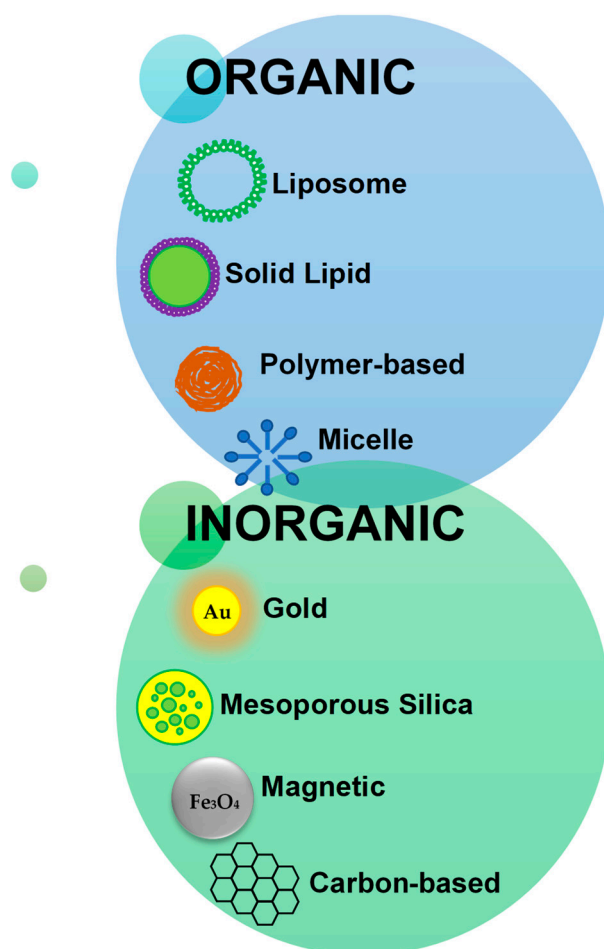 ORGANIC
Liposome
Solid Lipid
Polymer-based
Micelle
INORGANIC
Au
Gold
Mesoporous Silica
Fe₃O₄
Magnetic
Carbon-based